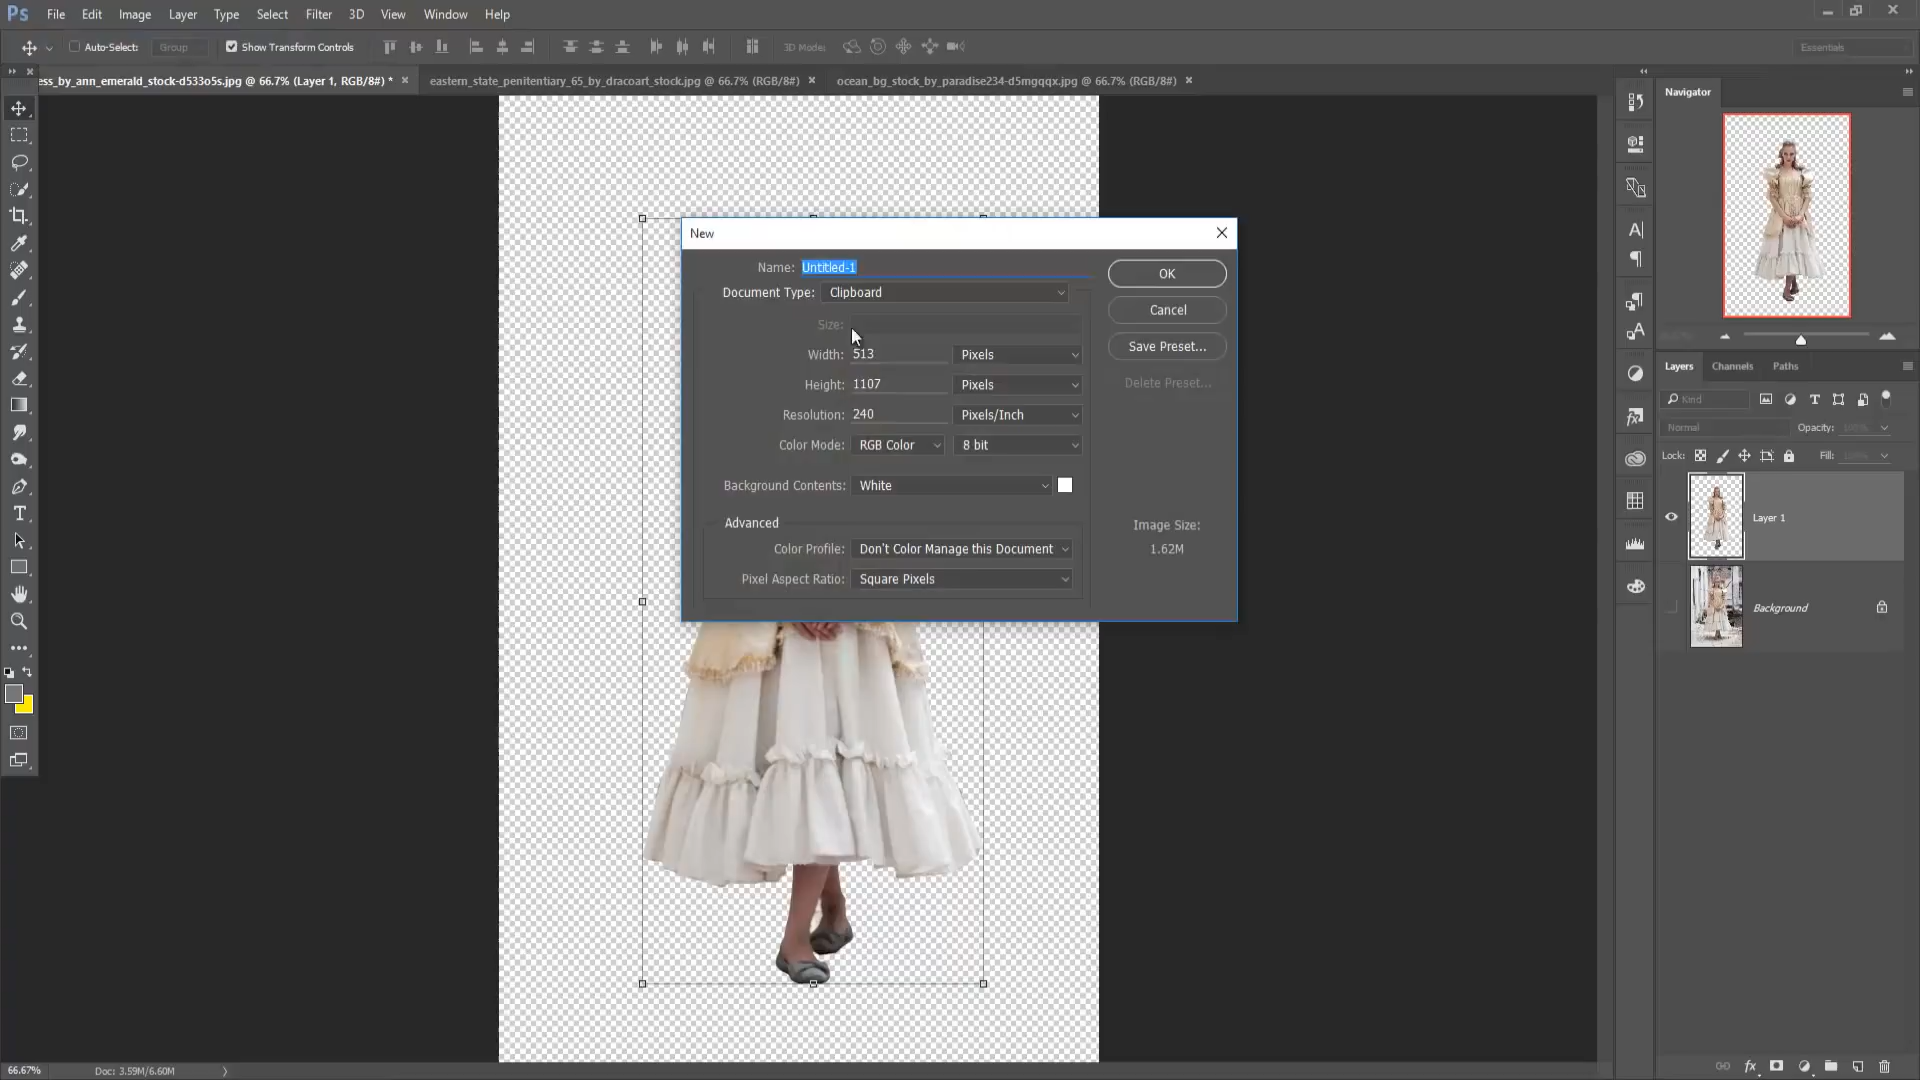 Ps File Edit Image Layer Type Select Filter 3D View Window Help
Auto-Select: Group Show Transform Controls 3D Mode: Essentials
ess_by_ann_emerald_stock-d533o5s.jpg @ 66.7% (Layer 1, RGB/8#) * eastern_state_penitentiary_65_by_dracoart_stock.jpg @ 66.7% (RGB/8#) ocean_bg_stock_by_paradise234-d5mgqqx.jpg @ 66.7% (RGB/8#)
Navigator
New
Name: Untitled-1
OK
Document Type: Clipboard
Cancel
Size:
Width: 513 Pixels
Save Preset...
Height: 1107 Pixels
Delete Preset...
Resolution: 240 Pixels/Inch
Color Mode: RGB Color 8 bit
Background Contents: White
Advanced
Image Size:
1.62M
Color Profile: Don't Color Manage this Document
Pixel Aspect Ratio: Square Pixels
Layers Channels Paths
Kind
Normal Opacity: 100%
Lock: Fill: 100%
Layer 1
Background
66.67% Doc: 3.59M/6.60M